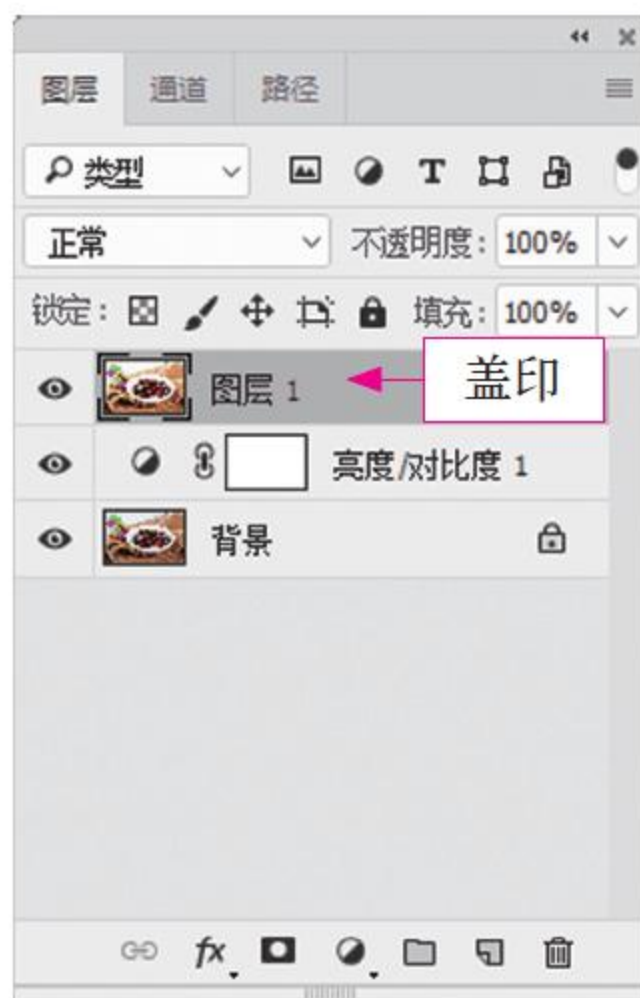 图层 通道 路径
类型 T
正常 不透明度: 100%
锁定: 填充: 100%
图层 1 盖印
亮度/对比度 1
背景
fx